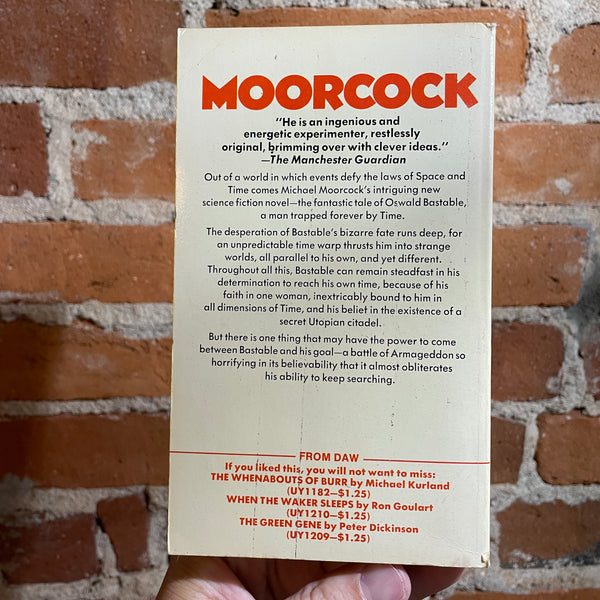 MOORCOCK
"He is an ingenious and
energetic experimenter, restlessly
original, brimming over with clever ideas."
—The Manchester Guardian
Out of a world in which events defy the laws of Space and
Time comes Michael Moorcock's intriguing new
science fiction novel—the fantastic tale of Oswald Bastable,
a man trapped forever by Time.
The desperation of Bastable's bizarre fate runs deep, for
an unpredictable time warp thrusts him into strange
worlds, all parallel to his own, and yet different.
Throughout all this, Bastable can remain steadfast in his
determination to reach his own time, because of his
faith in one woman, inextricably bound to him in
all dimensions of Time, and his belief in the existence of a
secret Utopian citadel.
But there is one thing that may have the power to come
between Bastable and his goal—a battle of Armageddon so
horrifying in its believability that it almost obliterates
his ability to keep searching.
FROM DAW
If you liked this, you will not want to miss:
THE WHENABOUTS OF BURR by Michael Kurland
(UY1182—$1.25)
WHEN THE WAKER SLEEPS by Ron Goulart
(UY1210—$1.25)
THE GREEN GENE by Peter Dickinson
(UY1209—$1.25)